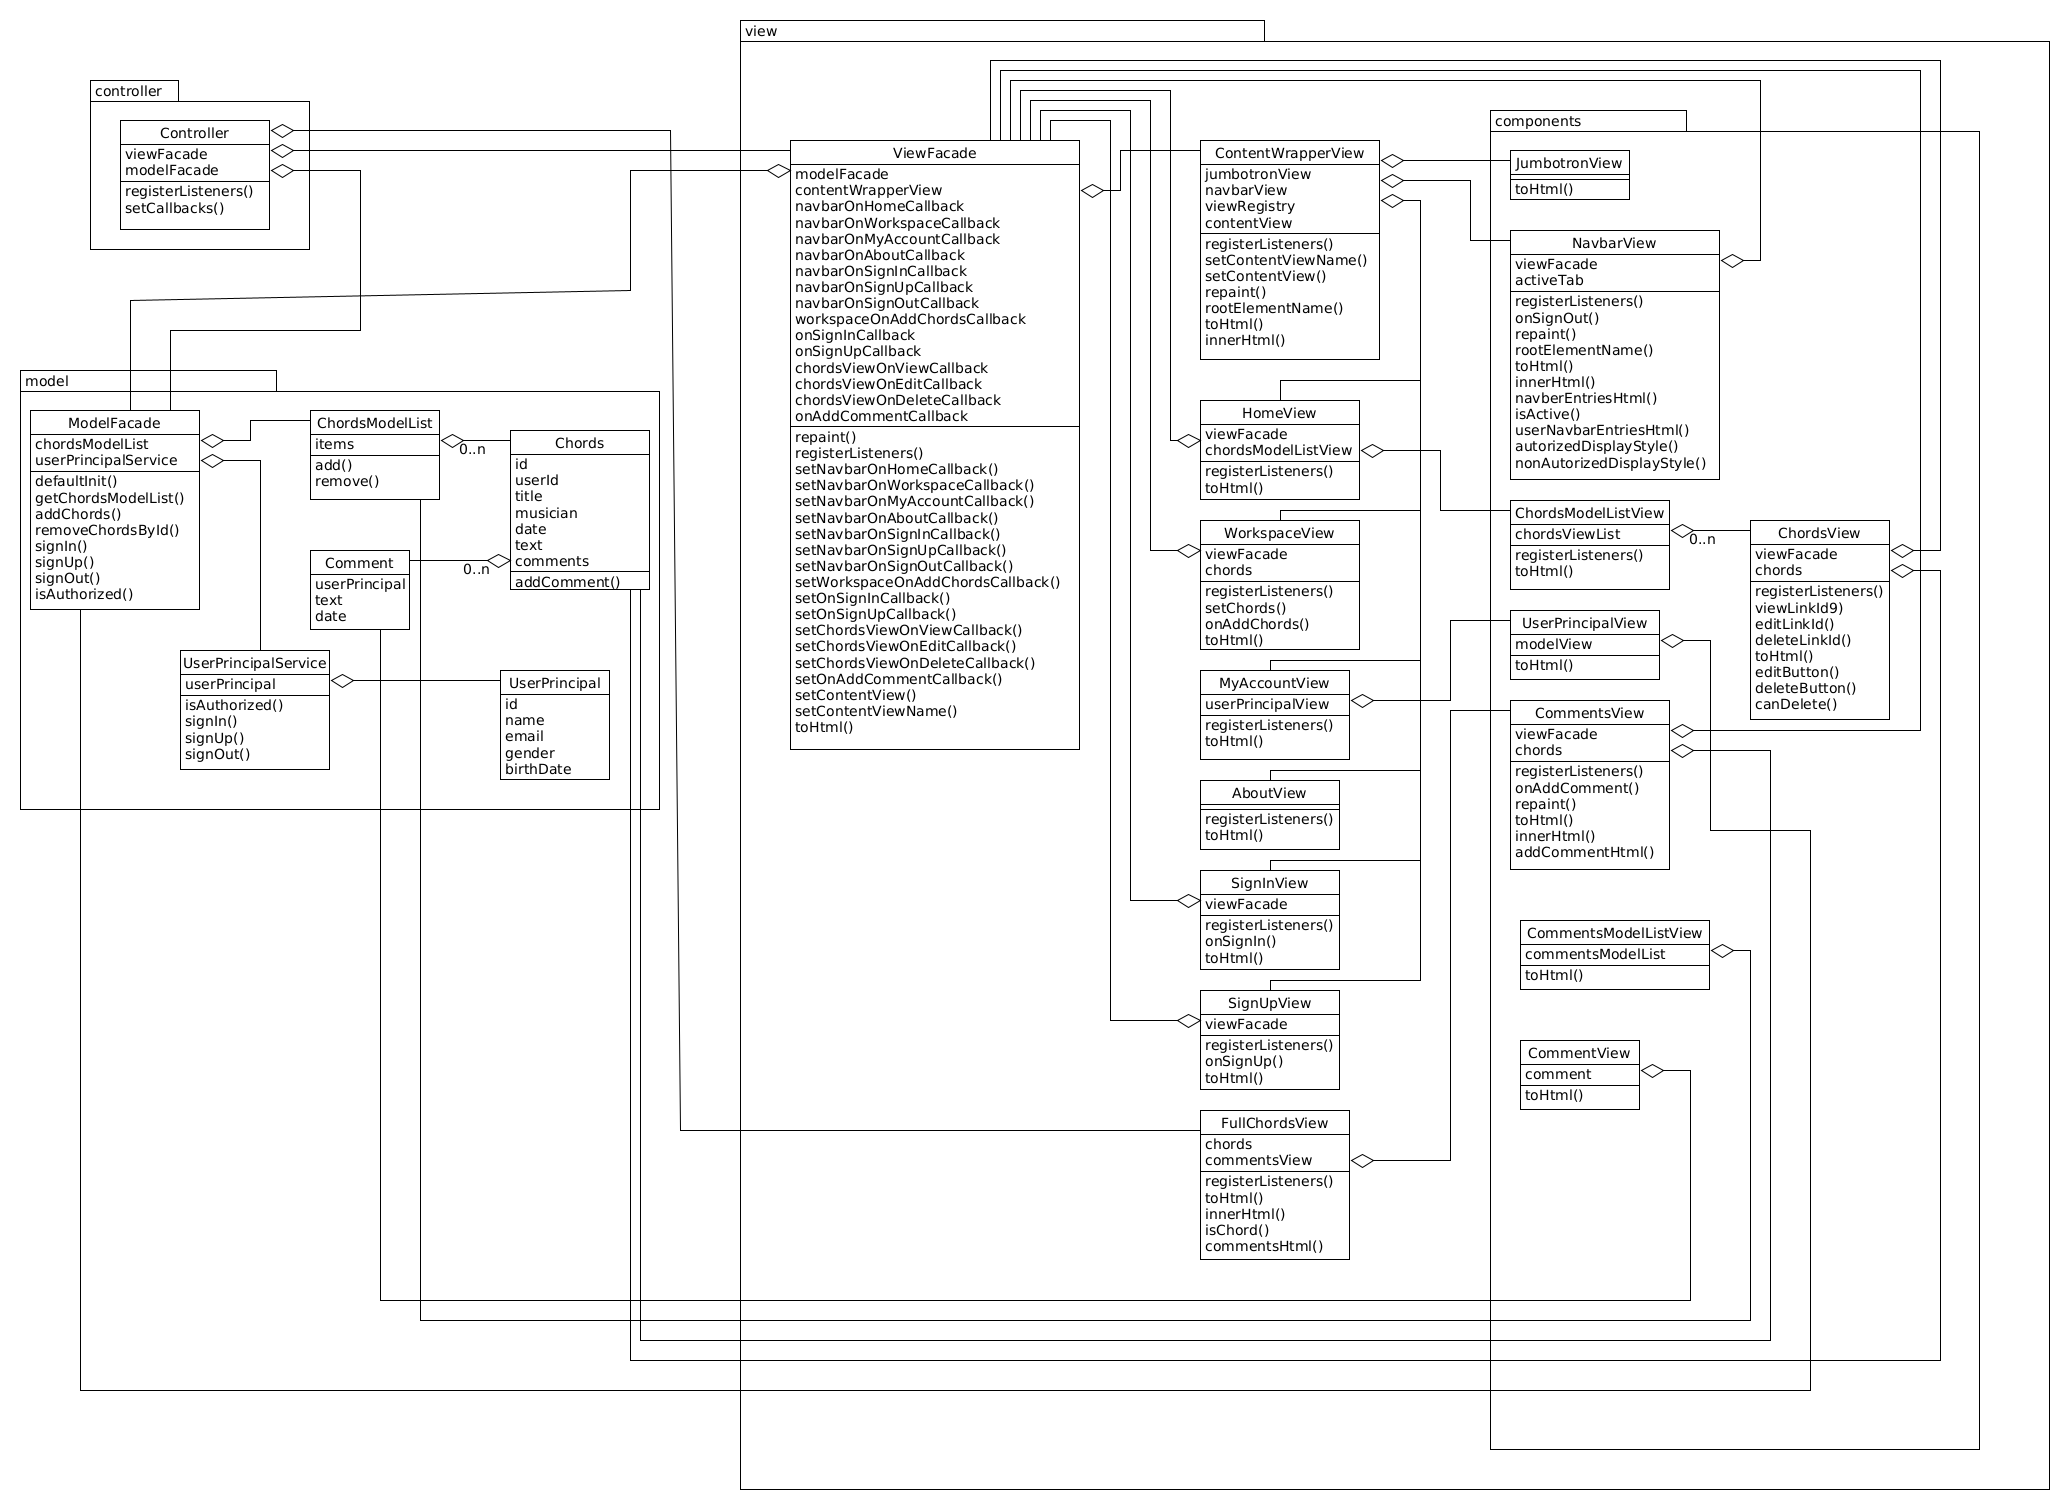 view
controller
Controller
viewFacade
modelFacade
registerListeners()
setCallbacks()
model
ModelFacade
chordsModelList
userPrincipalService
defaultInit()
getChordsModelList()
addChords()
removeChordsById()
signIn()
signUp()
signOut()
isAuthorized()
ChordsModelList
items
add()
remove()
0..n
Chords
id
userId
title
musician
date
text
comments
addComment()
Comment
userPrincipal
text
date
0..n
UserPrincipalService
userPrincipal
isAuthorized()
signIn()
signUp()
signOut()
UserPrincipal
id
name
email
gender
birthDate
ViewFacade
modelFacade
contentWrapperView
navbarOnHomeCallback
navbarOnWorkspaceCallback
navbarOnMyAccountCallback
navbarOnAboutCallback
navbarOnSignInCallback
navbarOnSignUpCallback
navbarOnSignOutCallback
workspaceOnAddChordsCallback
onSignInCallback
onSignUpCallback
chordsViewOnViewCallback
chordsViewOnEditCallback
chordsViewOnDeleteCallback
onAddCommentCallback
repaint()
registerListeners()
setNavbarOnHomeCallback()
setNavbarOnWorkspaceCallback()
setNavbarOnMyAccountCallback()
setNavbarOnAboutCallback()
setNavbarOnSignInCallback()
setNavbarOnSignUpCallback()
setNavbarOnSignOutCallback()
setWorkspaceOnAddChordsCallback()
setOnSignInCallback()
setOnSignUpCallback()
setChordsViewOnViewCallback()
setChordsViewOnEditCallback()
setChordsViewOnDeleteCallback()
setOnAddCommentCallback()
setContentView()
setContentViewName()
toHtml()
ContentWrapperView
jumbotronView
navbarView
viewRegistry
contentView
registerListeners()
setContentViewName()
setContentView()
repaint()
rootElementName()
toHtml()
innerHtml()
HomeView
viewFacade
chordsModelListView
registerListeners()
toHtml()
WorkspaceView
viewFacade
chords
registerListeners()
setChords()
onAddChords()
toHtml()
MyAccountView
userPrincipalView
registerListeners()
toHtml()
AboutView
registerListeners()
toHtml()
SignInView
viewFacade
registerListeners()
onSignIn()
toHtml()
SignUpView
viewFacade
registerListeners()
onSignUp()
toHtml()
FullChordsView
chords
commentsView
registerListeners()
toHtml()
innerHtml()
isChord()
commentsHtml()
components
JumbotronView
toHtml()
NavbarView
viewFacade
activeTab
registerListeners()
onSignOut()
repaint()
rootElementName()
toHtml()
innerHtml()
navberEntriesHtml()
isActive()
userNavbarEntriesHtml()
autorizedDisplayStyle()
nonAutorizedDisplayStyle()
ChordsModelListView
chordsViewList
registerListeners()
toHtml()
0..n
ChordsView
viewFacade
chords
registerListeners()
viewLinkId9)
editLinkId()
deleteLinkId()
toHtml()
editButton()
deleteButton()
canDelete()
UserPrincipalView
modelView
toHtml()
CommentsView
viewFacade
chords
registerListeners()
onAddComment()
repaint()
toHtml()
innerHtml()
addCommentHtml()
CommentsModelListView
commentsModelList
toHtml()
CommentView
comment
toHtml()